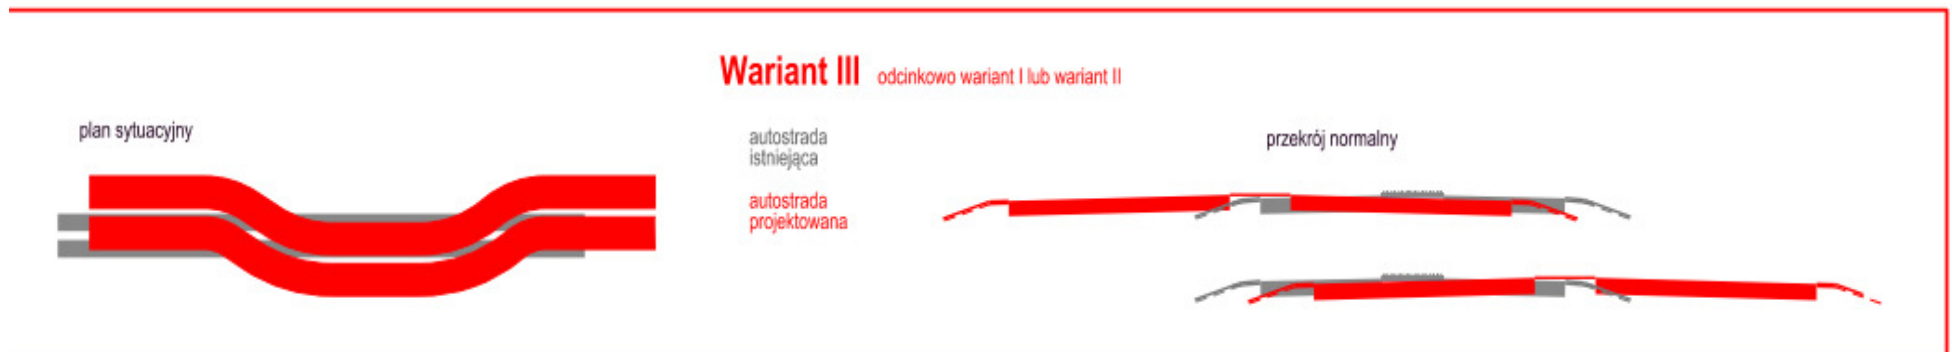 Wariant III odcinkowo wariant I lub wariant II
plan sytuacyjny
autostrada
istniejąca
autostrada
projektowana
przekrój normalny